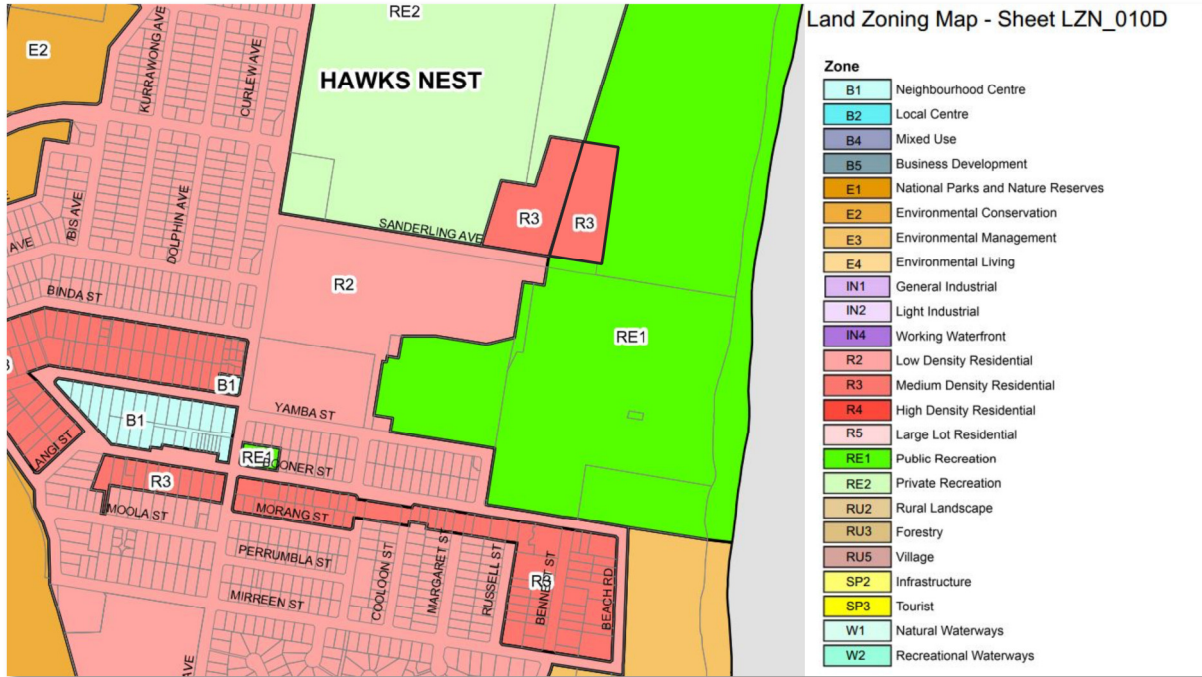 RE2
Land Zoning Map - Sheet LZN_010D
E2
KURRAWONG AVE
CURLEW AVE
HAWKS NEST
IBIS AVE
DOLPHIN AVE
AVE
SANDERLING AVE
R3
R3
BINDA ST
R2
RE1
B1
B1
YAMBA ST
LANGI ST
RE1
BOONER ST
R3
MOOLA ST
MORANG ST
PERRUMBLA ST
MIRREEN ST
COOLOON ST
MARGARET ST
RUSSELL ST
R3
BENNETT ST
BEACH RD
AVE
Zone
B1 Neighbourhood Centre
B2 Local Centre
B4 Mixed Use
B5 Business Development
E1 National Parks and Nature Reserves
E2 Environmental Conservation
E3 Environmental Management
E4 Environmental Living
IN1 General Industrial
IN2 Light Industrial
IN4 Working Waterfront
R2 Low Density Residential
R3 Medium Density Residential
R4 High Density Residential
R5 Large Lot Residential
RE1 Public Recreation
RE2 Private Recreation
RU2 Rural Landscape
RU3 Forestry
RU5 Village
SP2 Infrastructure
SP3 Tourist
W1 Natural Waterways
W2 Recreational Waterways